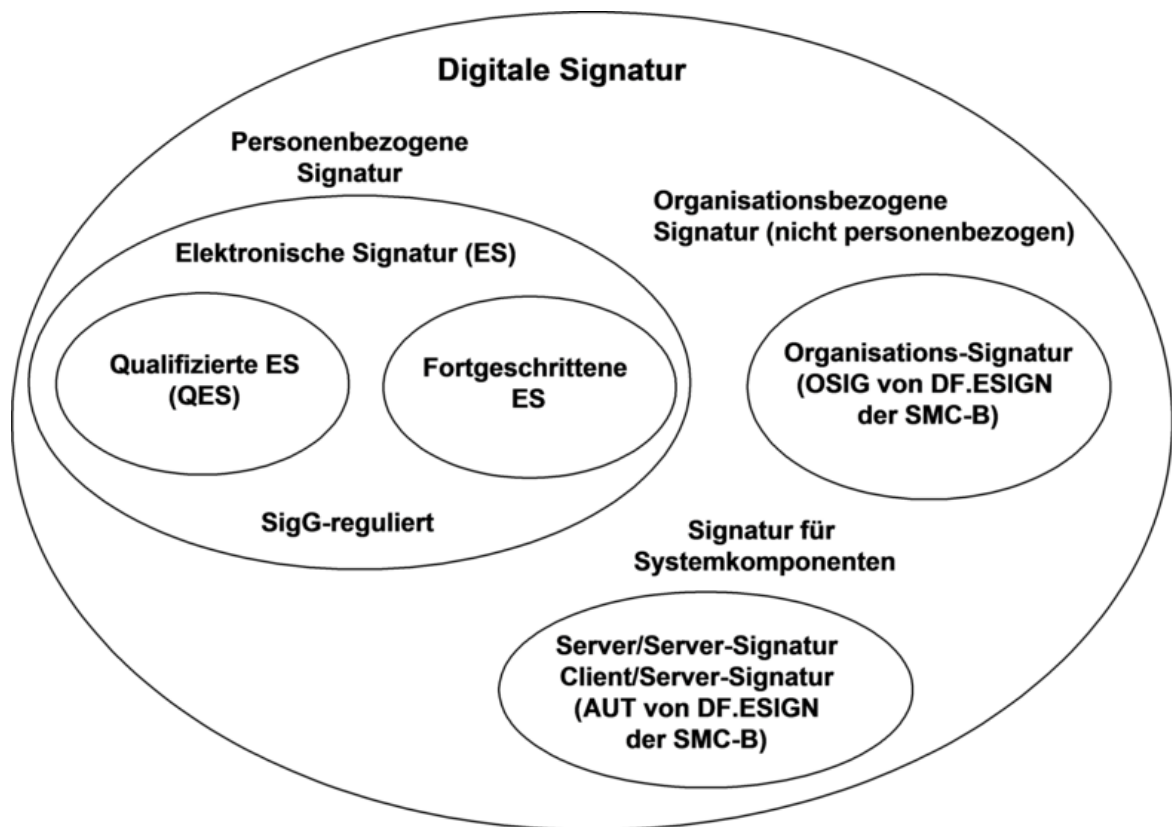 Digitale Signatur
Personenbezogene
Signatur
Elektronische Signatur (ES)
Qualifizierte ES
(QES)
Fortgeschrittene
ES
SigG-reguliert
Organisationsbezogene
Signatur (nicht personenbezogen)
Organisations-Signatur
(OSIG von DF.ESIGN
der SMC-B)
Signatur für
Systemkomponenten
Server/Server-Signatur
Client/Server-Signatur
(AUT von DF.ESIGN
der SMC-B)